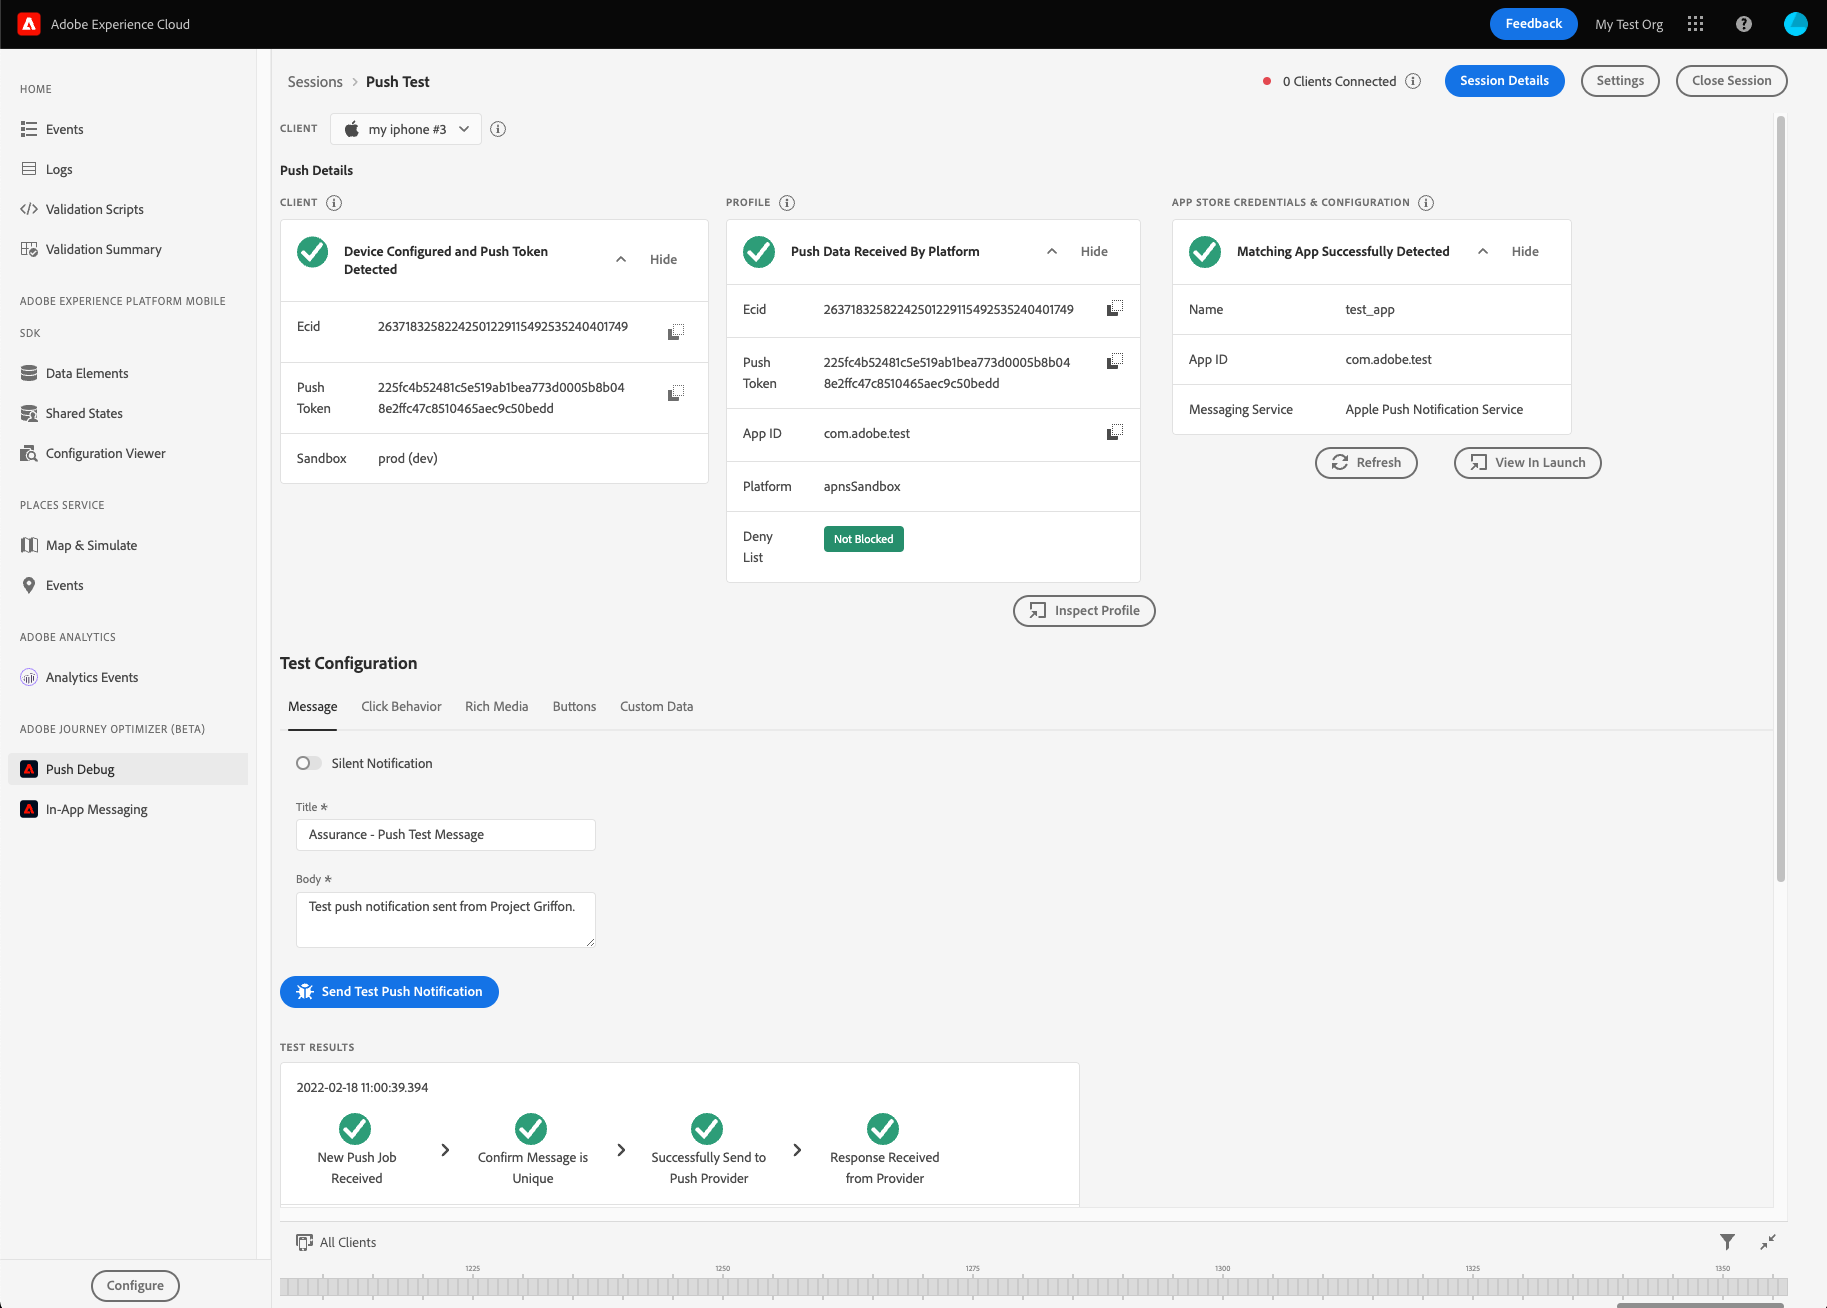 Adobe Experience Cloud
Feedback
My Test Org
HOME
Events
Logs
Validation Scripts
Validation Summary
ADOBE EXPERIENCE PLATFORM MOBILE
SDK
Data Elements
Shared States
Configuration Viewer
PLACES SERVICE
Map & Simulate
Events
ADOBE ANALYTICS
Analytics Events
ADOBE JOURNEY OPTIMIZER (BETA)
Push Debug
In-App Messaging
Configure
Sessions > Push Test
0 Clients Connected
Session Details
Settings
Close Session
CLIENT
my iphone #3
Push Details
CLIENT
Device Configured and Push Token
Detected
Hide
Ecid
26371832582242501229115492535240401749
Push
Token
225fc4b52481c5e519ab1bea773d0005b8b04
8e2ffc47c8510465aec9c50bedd
Sandbox
prod (dev)
PROFILE
Push Data Received By Platform
Hide
Ecid
26371832582242501229115492535240401749
Push
Token
225fc4b52481c5e519ab1bea773d0005b8b04
8e2ffc47c8510465aec9c50bedd
App ID
com.adobe.test
Platform
apnsSandbox
Deny
List
Not Blocked
Inspect Profile
APP STORE CREDENTIALS & CONFIGURATION
Matching App Successfully Detected
Hide
Name
test_app
App ID
com.adobe.test
Messaging Service
Apple Push Notification Service
Refresh
View In Launch
Test Configuration
Message
Click Behavior
Rich Media
Buttons
Custom Data
Silent Notification
Title *
Assurance - Push Test Message
Body *
Test push notification sent from Project Griffon.
Send Test Push Notification
TEST RESULTS
2022-02-18 11:00:39.394
New Push Job
Received
Confirm Message is
Unique
Successfully Send to
Push Provider
Response Received
from Provider
All Clients
1225
1250
1275
1300
1325
1350